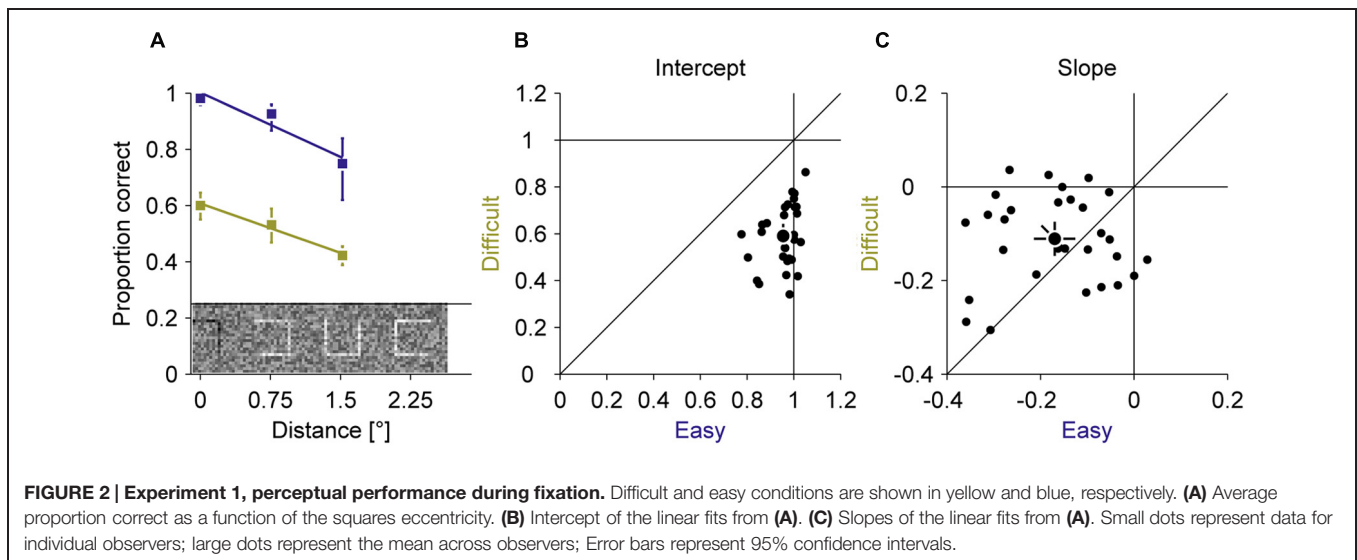 A
B
C
Intercept
Slope
1
0.8
0.6
0.4
0.2
0
Proportion correct
0
0.75
1.5
2.25
Distance [°]
1.2
1
0.8
0.6
0.4
0.2
0
Difficult
0
0.2
0.4
0.6
0.8
1
1.2
Easy
0.2
0
-0.2
-0.4
Difficult
-0.4
-0.2
0
0.2
Easy
FIGURE 2 | Experiment 1, perceptual performance during fixation. Difficult and easy conditions are shown in yellow and blue, respectively. (A) Average
proportion correct as a function of the squares eccentricity. (B) Intercept of the linear fits from (A). (C) Slopes of the linear fits from (A). Small dots represent data for
individual observers; large dots represent the mean across observers; Error bars represent 95% confidence intervals.